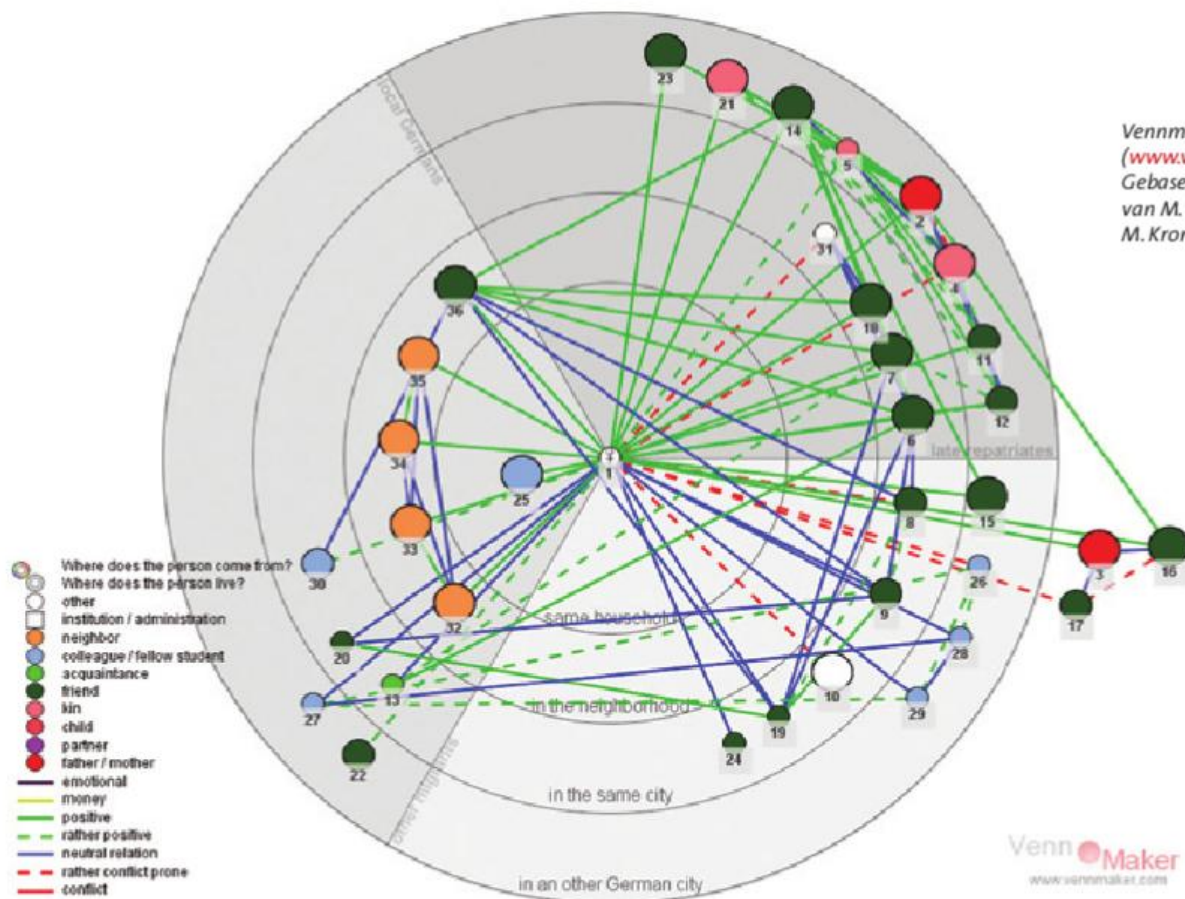 23
21
14
5
2
31
4
18
7
11
12
6
36
35
34
33
25
1
30
32
20
13
27
22
8
15
26
9
28
10
29
19
24
3
16
17
local Germans
late repatriates
other migrants
same household
in the neighborhood
in the same city
in an other German city
Where does the person come from?
Where does the person live?
other
institution / administration
neighbor
colleague / fellow student
acquaintance
friend
kin
child
partner
father / mother
emotional
money
positive
rather positive
neutral relation
rather conflict prone
conflict
Vennm
(www.v
Gebase
van M.
M.Kron
Venn Maker
www.vennmaker.com